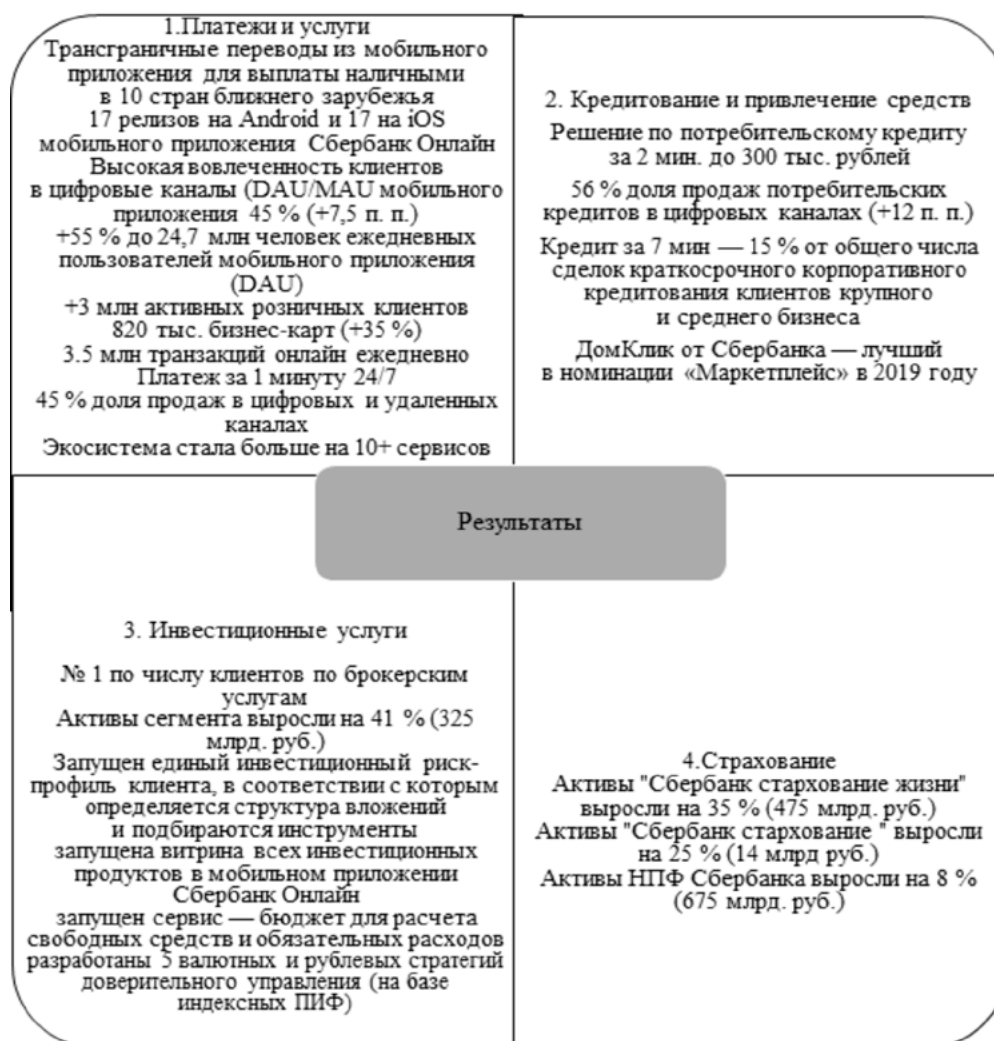 1.Платежи и услуги
Трансграничные переводы из мобильного
приложения для выплаты наличными
в 10 стран ближнего зарубежья
17 релизов на Android и 17 на iOS
мобильного приложения Сбербанк Онлайн
Высокая вовлеченность клиентов
в цифровые каналы (DAU/MAU мобильного
приложения 45 % (+7,5 п. п.)
+55 % до 24,7 млн человек ежедневных
пользователей мобильного приложения
(DAU)
+3 млн активных розничных клиентов
820 тыс. бизнес-карт (+35 %)
3.5 млн транзакций онлайн ежедневно
Платеж за 1 минуту 24/7
45 % доля продаж в цифровых и удаленных
каналах
Экосистема стала больше на 10+ сервисов
2. Кредитование и привлечение средств
Решение по потребительскому кредиту
за 2 мин. до 300 тыс. рублей
56 % доля продаж потребительских
кредитов в цифровых каналах (+12 п. п.)
Кредит за 7 мин — 15 % от общего числа
сделок краткосрочного корпоративного
кредитования клиентов крупного
и среднего бизнеса
ДомКлик от Сбербанка — лучший
в номинации «Маркетплейс» в 2019 году
Результаты
3. Инвестиционные услуги
№ 1 по числу клиентов по брокерским
услугам
Активы сегмента выросли на 41 % (325
млрд. руб.)
Запущен единый инвестиционный риск-
профиль клиента, в соответствии с которым
определяется структура вложений
и подбираются инструменты
запущена витрина всех инвестиционных
продуктов в мобильном приложении
Сбербанк Онлайн
запущен сервис — бюджет для расчета
свободных средств и обязательных расходов
разработаны 5 валютных и рублевых стратегий
доверительного управления (на базе
индексных ПИФ)
4.Страхование
Активы "Сбербанк стархование жизни"
выросли на 35 % (475 млрд. руб.)
Активы "Сбербанк стархование " выросли
на 25 % (14 млрд руб.)
Активы НПФ Сбербанка выросли на 8 %
(675 млрд. руб.)